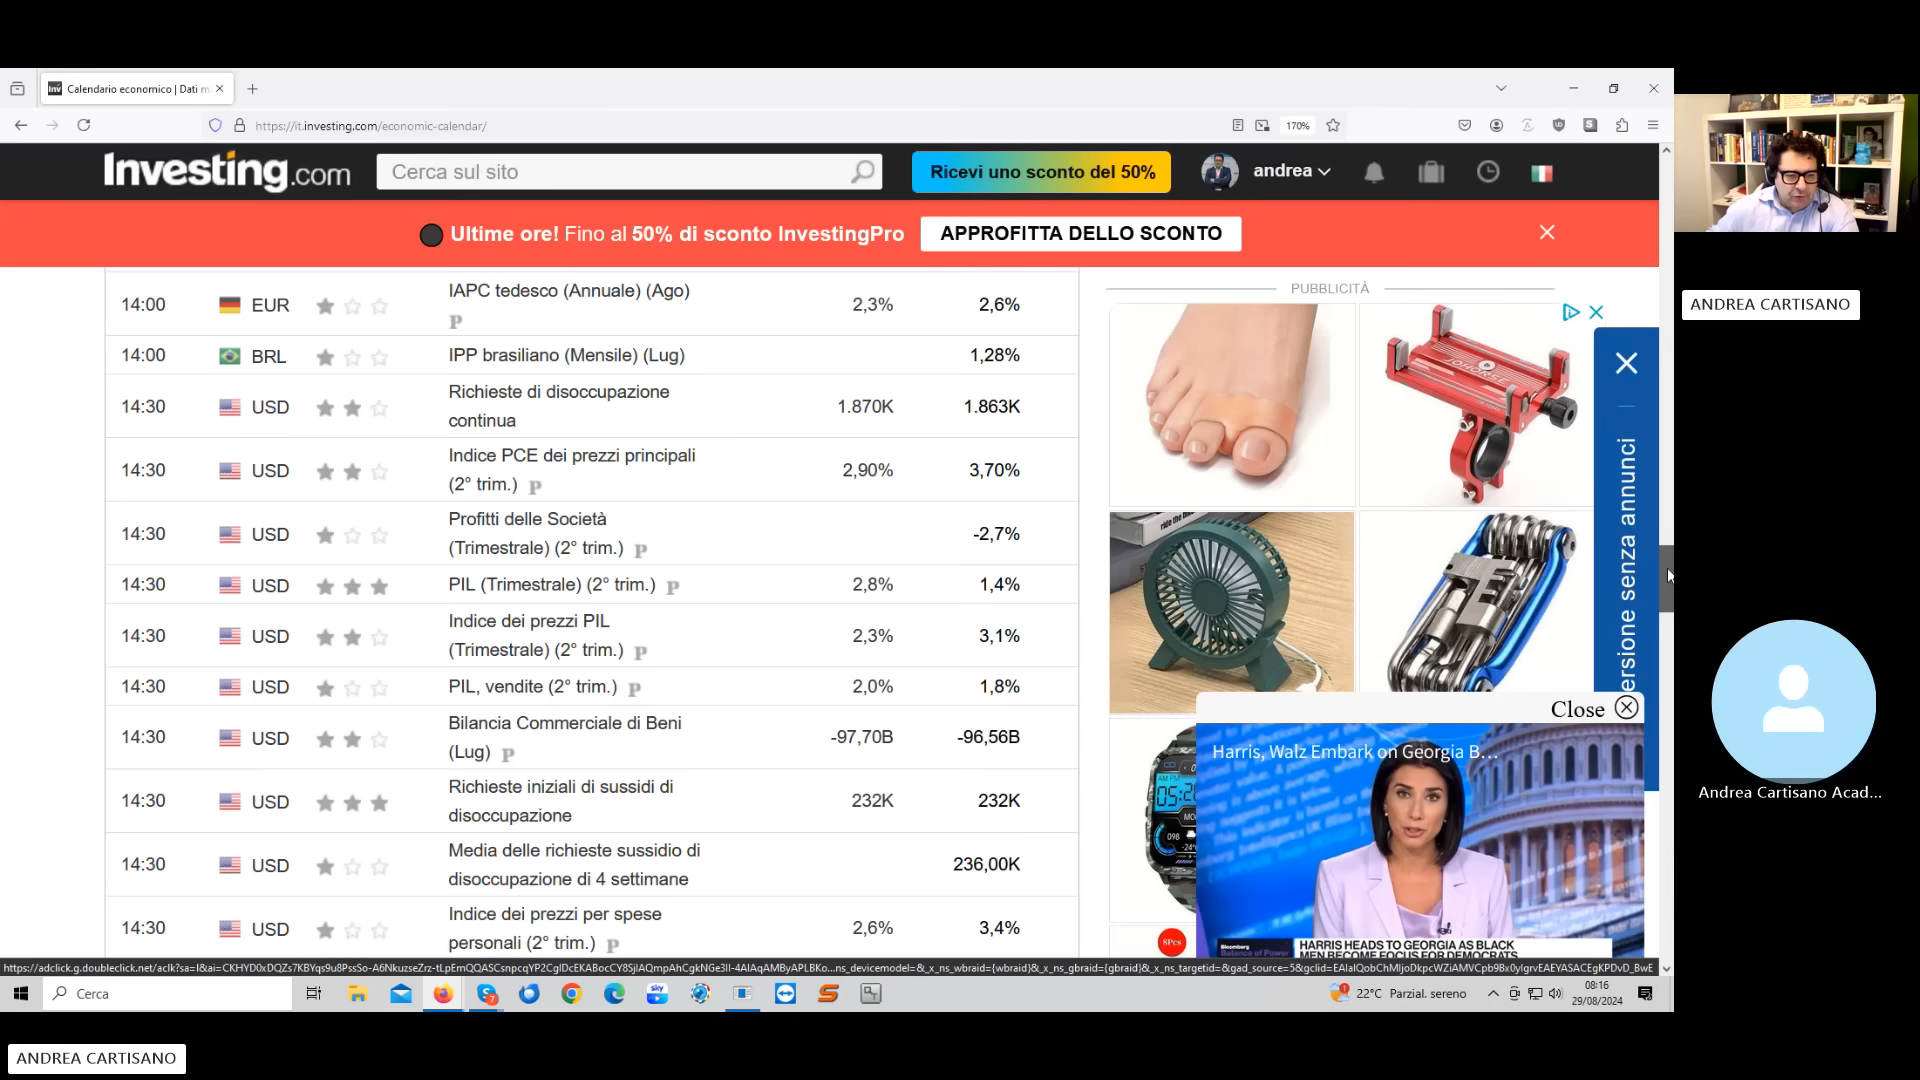 Calendario economico | Dati m
https://it.investing.com/economic-calendar/
170%
Investing.com
Cerca sul sito
Ricevi uno sconto del 50%
andrea
Ultime ore! Fino al 50% di sconto InvestingPro
APPROFITTA DELLO SCONTO
14:00 EUR IAPC tedesco (Annuale) (Ago) P 2,3% 2,6%
14:00 BRL IPP brasiliano (Mensile) (Lug) 1,28%
14:30 USD Richieste di disoccupazione continua 1.870K 1.863K
14:30 USD Indice PCE dei prezzi principali (2° trim.) P 2,90% 3,70%
14:30 USD Profitti delle Società (Trimestrale) (2° trim.) P -2,7%
14:30 USD PIL (Trimestrale) (2° trim.) P 2,8% 1,4%
14:30 USD Indice dei prezzi PIL (Trimestrale) (2° trim.) P 2,3% 3,1%
14:30 USD PIL, vendite (2° trim.) P 2,0% 1,8%
14:30 USD Bilancia Commerciale di Beni (Lug) P -97,70B -96,56B
14:30 USD Richieste iniziali di sussidi di disoccupazione 232K 232K
14:30 USD Media delle richieste sussidio di disoccupazione di 4 settimane 236,00K
14:30 USD Indice dei prezzi per spese personali (2° trim.) P 2,6% 3,4%
PUBBLICITÀ
ersione senza annunci
Close
Harris, Walz Embark on Georgia B...
Bloomberg
Balance of Power
HARRIS HEADS TO GEORGIA AS BLACK
MEN BECOME FOCUS FOR DEMOCRATS
8Pcs
Cerca
22°C Parzial. sereno
08:16
29/08/2024
ANDREA CARTISANO
Andrea Cartisano Acad...
ANDREA CARTISANO